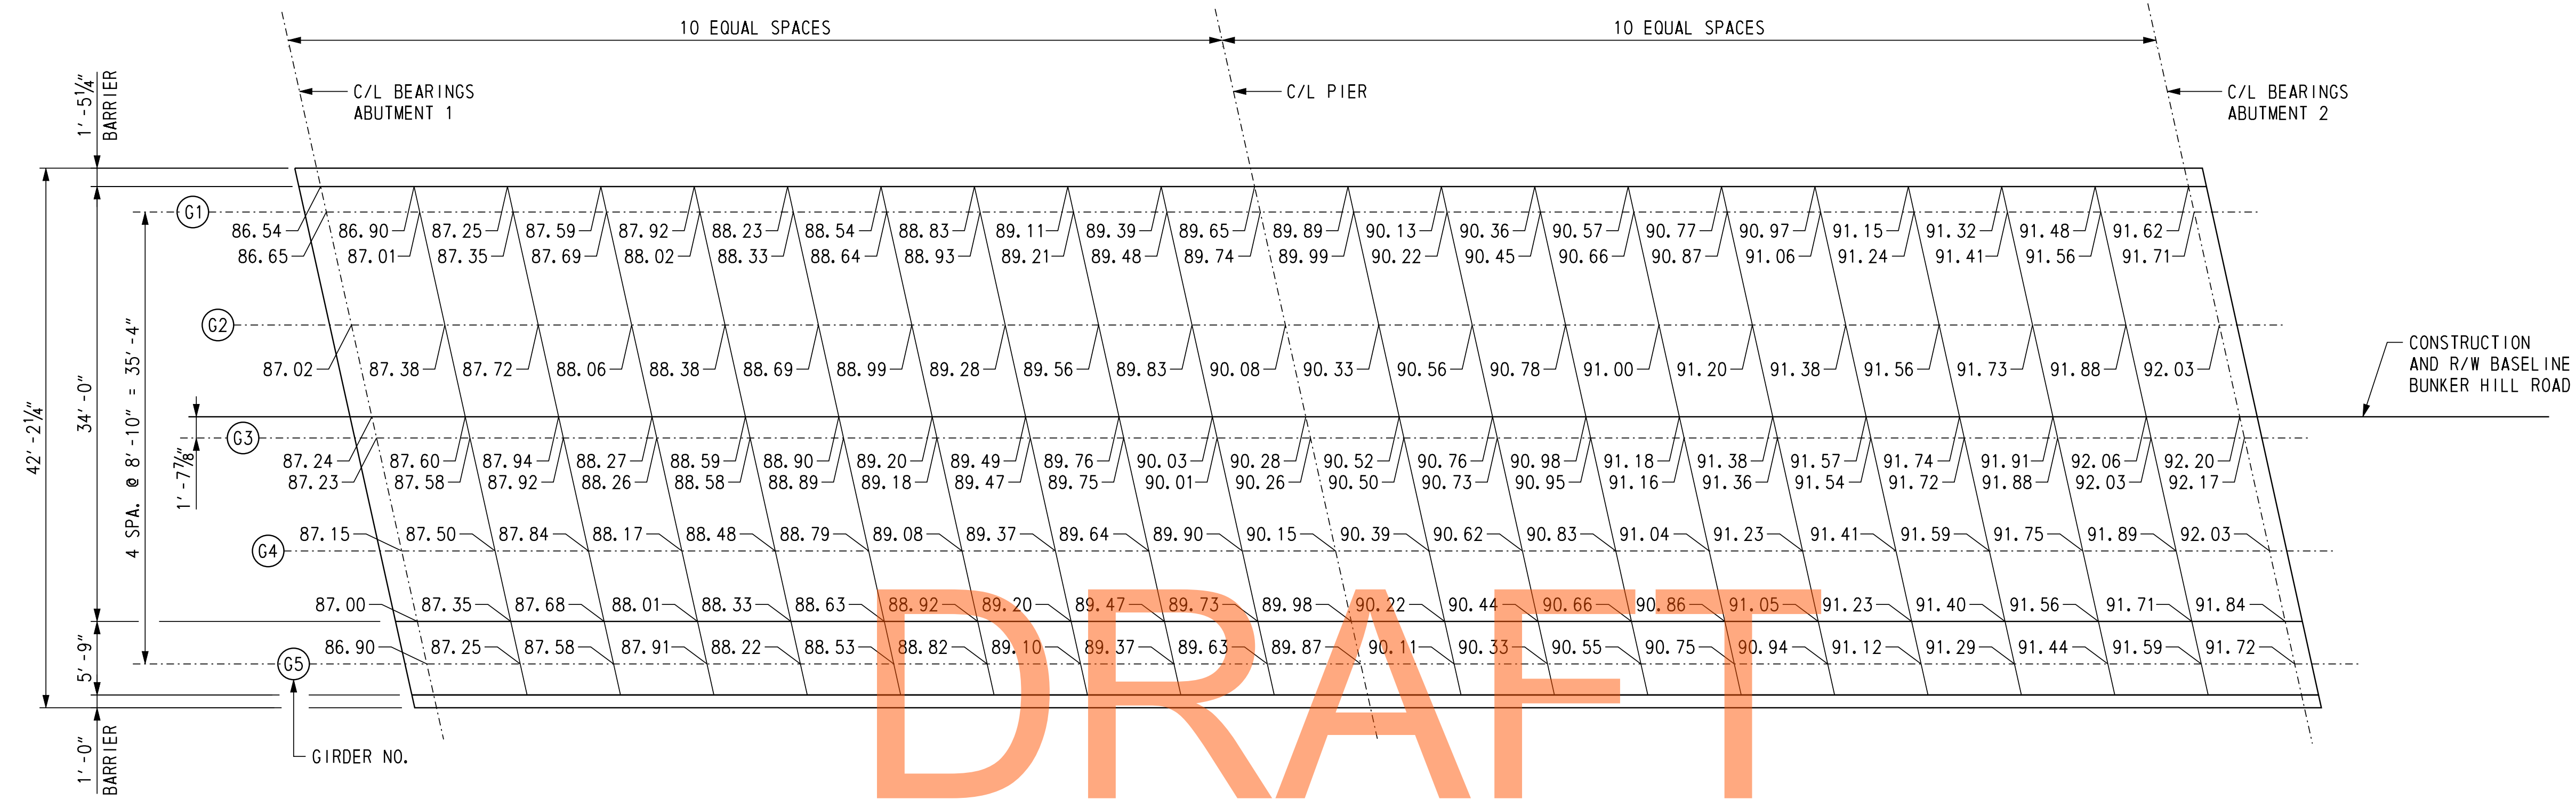 10 EQUAL SPACES
10 EQUAL SPACES
1'-5 1/4"
BARRIER
C/L BEARINGS
ABUTMENT 1
C/L PIER
C/L BEARINGS
ABUTMENT 2
42'-2 1/4"
34'-0"
4 SPA. @ 8'-10" = 35'-4"
1'-7 7/8"
5'-9"
1'-0"
BARRIER
G1
86.54 86.90 87.25 87.59 87.92 88.23 88.54 88.83 89.11 89.39 89.65 89.89 90.13 90.36 90.57 90.77 90.97 91.15 91.32 91.48 91.62
86.65 87.01 87.35 87.69 88.02 88.33 88.64 88.93 89.21 89.48 89.74 89.99 90.22 90.45 90.66 90.87 91.06 91.24 91.41 91.56 91.71
G2
87.02 87.38 87.72 88.06 88.38 88.69 88.99 89.28 89.56 89.83 90.08 90.33 90.56 90.78 91.00 91.20 91.38 91.56 91.73 91.88 92.03
CONSTRUCTION
AND R/W BASELINE
BUNKER HILL ROAD
G3
87.24 87.60 87.94 88.27 88.59 88.90 89.20 89.49 89.76 90.03 90.28 90.52 90.76 90.98 91.18 91.38 91.57 91.74 91.91 92.06 92.20
87.23 87.58 87.92 88.26 88.58 88.89 89.18 89.47 89.75 90.01 90.26 90.50 90.73 90.95 91.16 91.36 91.54 91.72 91.88 92.03 92.17
G4
87.15 87.50 87.84 88.17 88.48 88.79 89.08 89.37 89.64 89.90 90.15 90.39 90.62 90.83 91.04 91.23 91.41 91.59 91.75 91.89 92.03
87.00 87.35 87.68 88.01 88.33 88.63 88.92 89.20 89.47 89.73 89.98 90.22 90.44 90.66 90.86 91.05 91.23 91.40 91.56 91.71 91.84
G5
86.90 87.25 87.58 87.91 88.22 88.53 88.82 89.10 89.37 89.63 89.87 90.11 90.33 90.55 90.75 90.94 91.12 91.29 91.44 91.59 91.72
GIRDER NO.
DRAFT